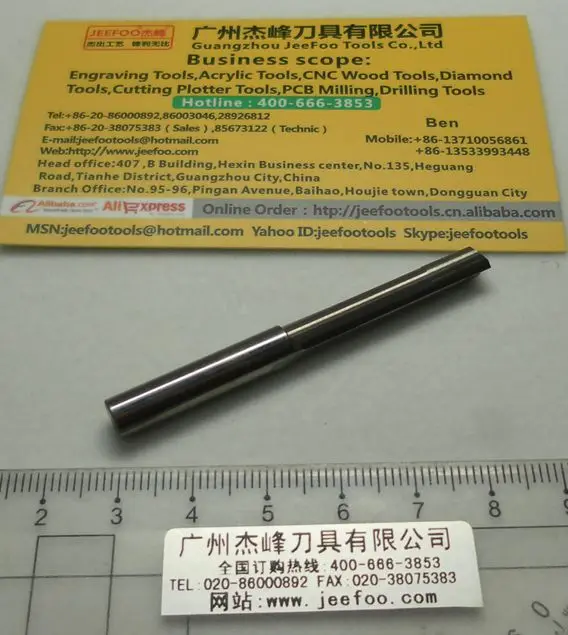 JEEFOO杰峰
杰出工艺 锋利无比
广州杰峰刀具有限公司
Guangzhou JeeFoo Tools Co.,Ltd
Business scope:
Engraving Tools,Acrylic Tools,CNC Wood Tools,Diamond
Tools,Cutting Plotter Tools,PCB Milling,Drilling Tools
Hotline : 400-666-3853
Tel:+86-20-86000892,86003046,28926812
Fax:+86-20-38075383 ( Sales ) ,85673122 ( Technic )
Ben
E-mail:jeefootools@hotmail.com
Mobile:+86-13710056861
Web:http://www.jeefoo.com
+86-13533993448
Head office:407 , B Building,Hexin Business center,No.135,Heguang
Road,Tianhe District,Guangzhou City,China
Branch Office:No.95-96,Pingan Avenue,Baihao,Houjie town,Dongguan City
Alibaba.com AliExpress Online Order : http://jeefootools.cn.alibaba.com
MSN:jeefootools@hotmail.com Yahoo ID:jeefootools Skype:jeefootools
2 3 4 5 6 7 8
广州杰峰刀具有限公司
全国订购热线:400-666-3853
TEL:020-86000892 FAX:020-38075383
网站:www.jeefoo.com